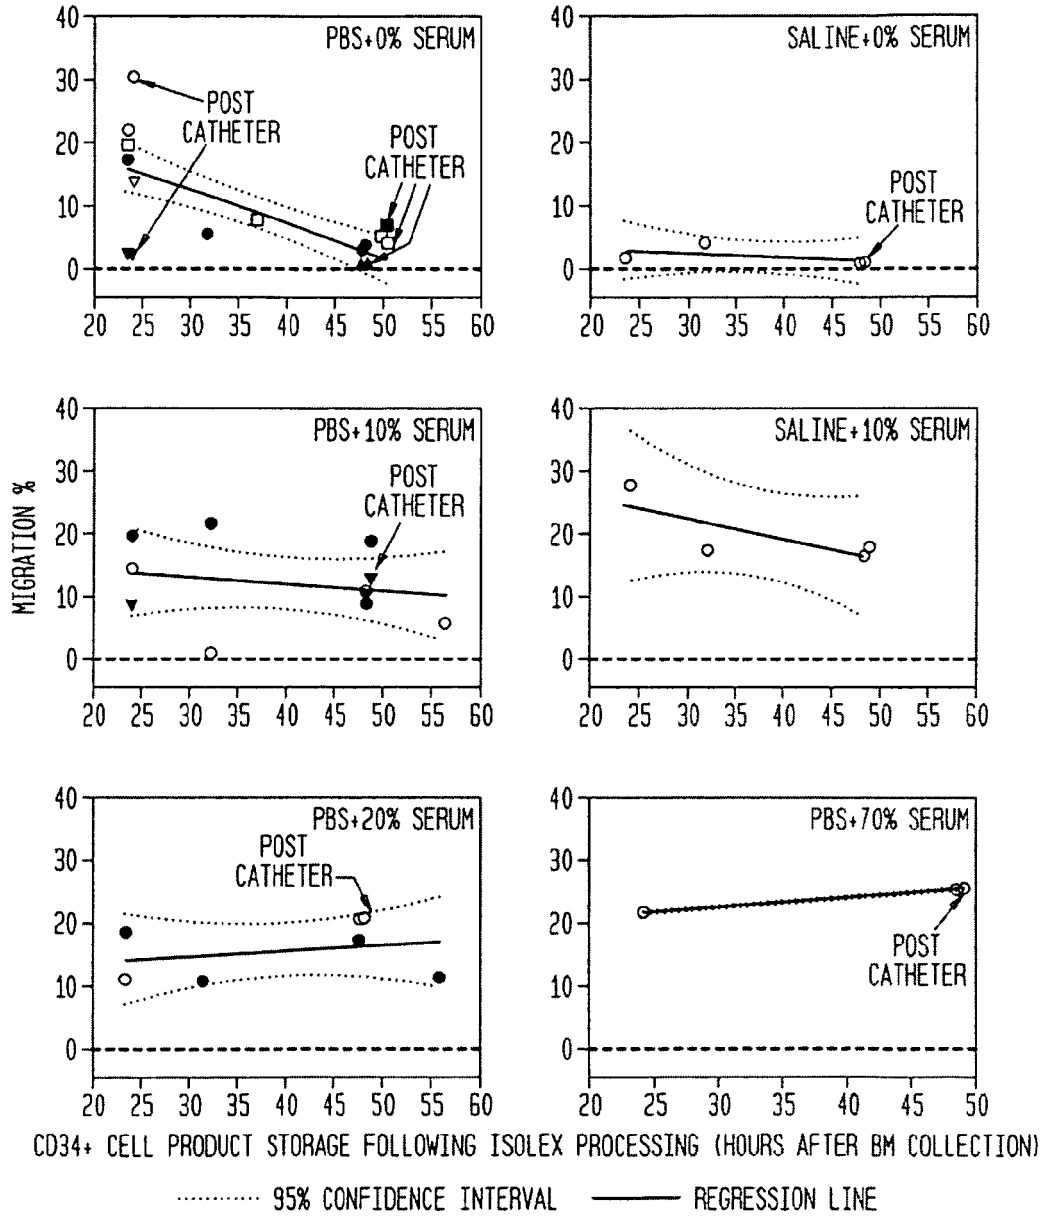 PBS+0% SERUM
40
30
20
10
0
POST
CATHETER
POST
CATHETER
20 25 30 35 40 45 50 55 60
SALINE+0% SERUM
40
30
20
10
0
POST
CATHETER
20 25 30 35 40 45 50 55 60
MIGRATION %
PBS+10% SERUM
40
30
20
10
0
POST
CATHETER
20 25 30 35 40 45 50 55 60
SALINE+10% SERUM
40
30
20
10
0
20 25 30 35 40 45 50 55 60
PBS+20% SERUM
40
30
20
10
0
POST
CATHETER
20 25 30 35 40 45 50 55 60
PBS+70% SERUM
40
30
20
10
0
POST
CATHETER
20 25 30 35 40 45 50
CD34+ CELL PRODUCT STORAGE FOLLOWING ISOLEX PROCESSING (HOURS AFTER BM COLLECTION)
95% CONFIDENCE INTERVAL
REGRESSION LINE